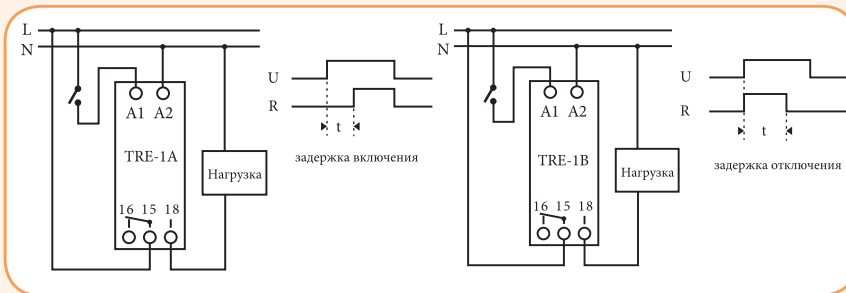 L
N
A1 A2
TRE-1A
16 15 18
Нагрузка
U
R
t
задержка включения
L
N
A1 A2
TRE-1B
16 15 18
Нагрузка
U
R
t
задержка отключения